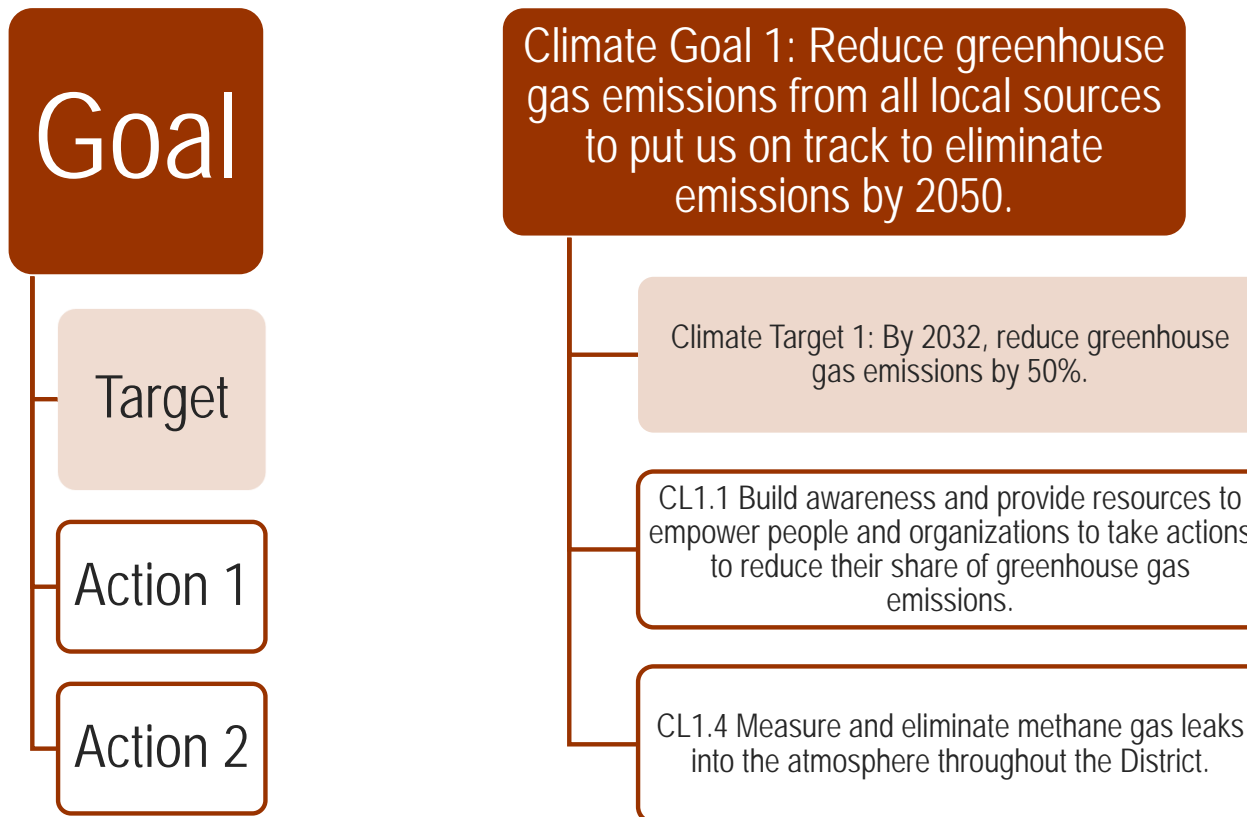 Goal
Target
Action 1
Action 2
Climate Goal 1: Reduce greenhouse
gas emissions from all local sources
to put us on track to eliminate
emissions by 2050.
Climate Target 1: By 2032, reduce greenhouse
gas emissions by 50%.
CL1.1 Build awareness and provide resources to
empower people and organizations to take actions
to reduce their share of greenhouse gas
emissions.
CL1.4 Measure and eliminate methane gas leaks
into the atmosphere throughout the District.